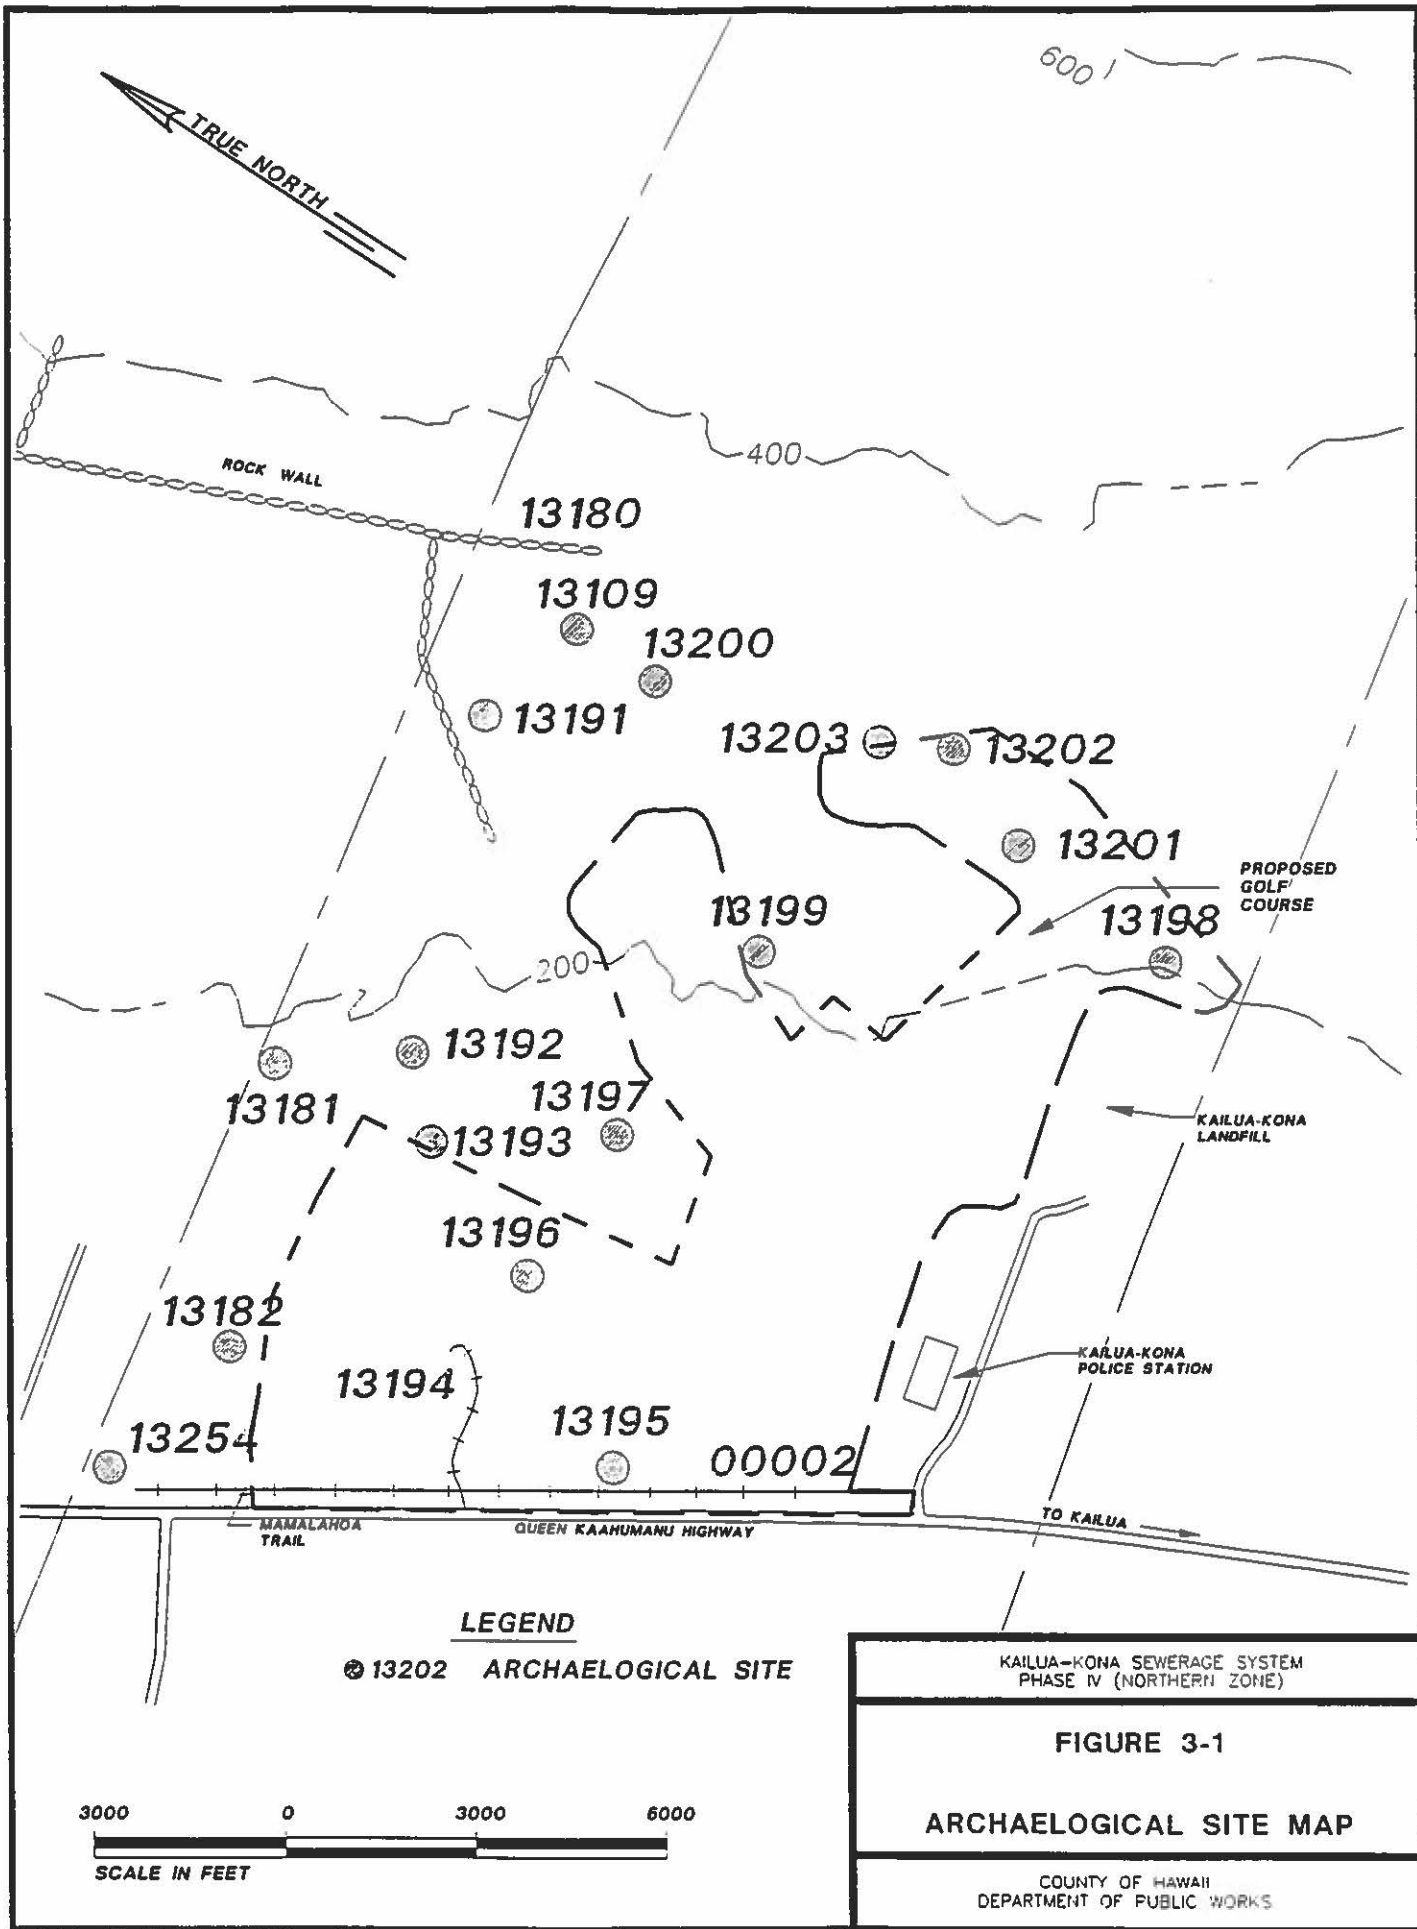 600
TRUE NORTH
400
ROCK WALL
13180
13109
13200
13191
13203
13202
13201
PROPOSED
GOLF
COURSE
13199
13198
200
13192
13181
13197
13193
KAILUA-KONA
LANDFILL
13196
13182
KAILUA-KONA
POLICE STATION
13194
13254
13195
00002
MAMALAHOA
TRAIL
QUEEN KAAHUMANU HIGHWAY
TO KAILUA
LEGEND
13202 ARCHAELOGICAL SITE
KAILUA-KONA SEWERAGE SYSTEM
PHASE IV (NORTHERN ZONE)
FIGURE 3-1
ARCHAELOGICAL SITE MAP
COUNTY OF HAWAII
DEPARTMENT OF PUBLIC WORKS
3000 0 3000 6000
SCALE IN FEET